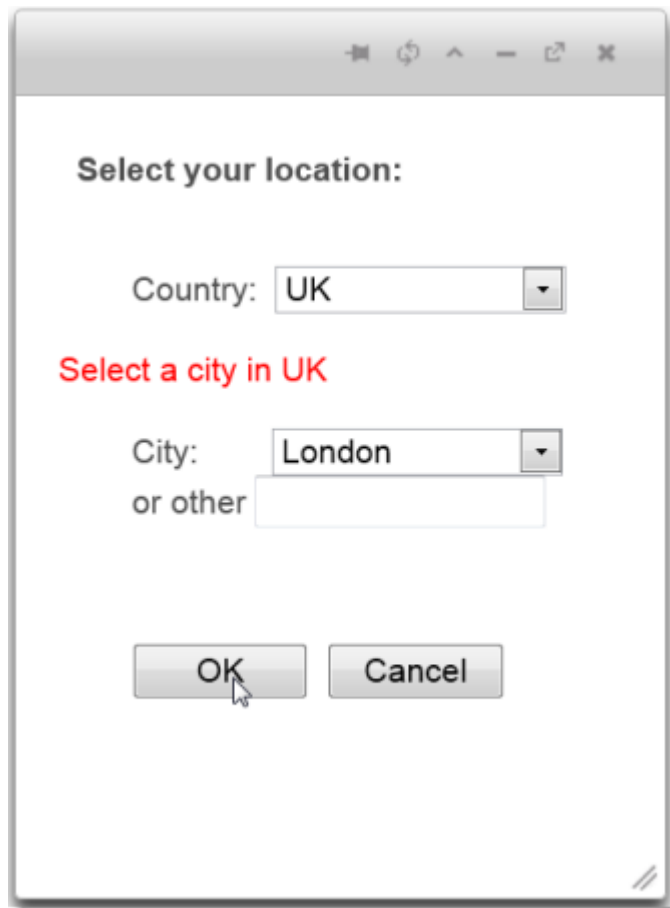 Select your location:
Country: UK
Select a city in UK
City: London
or other
OK Cancel